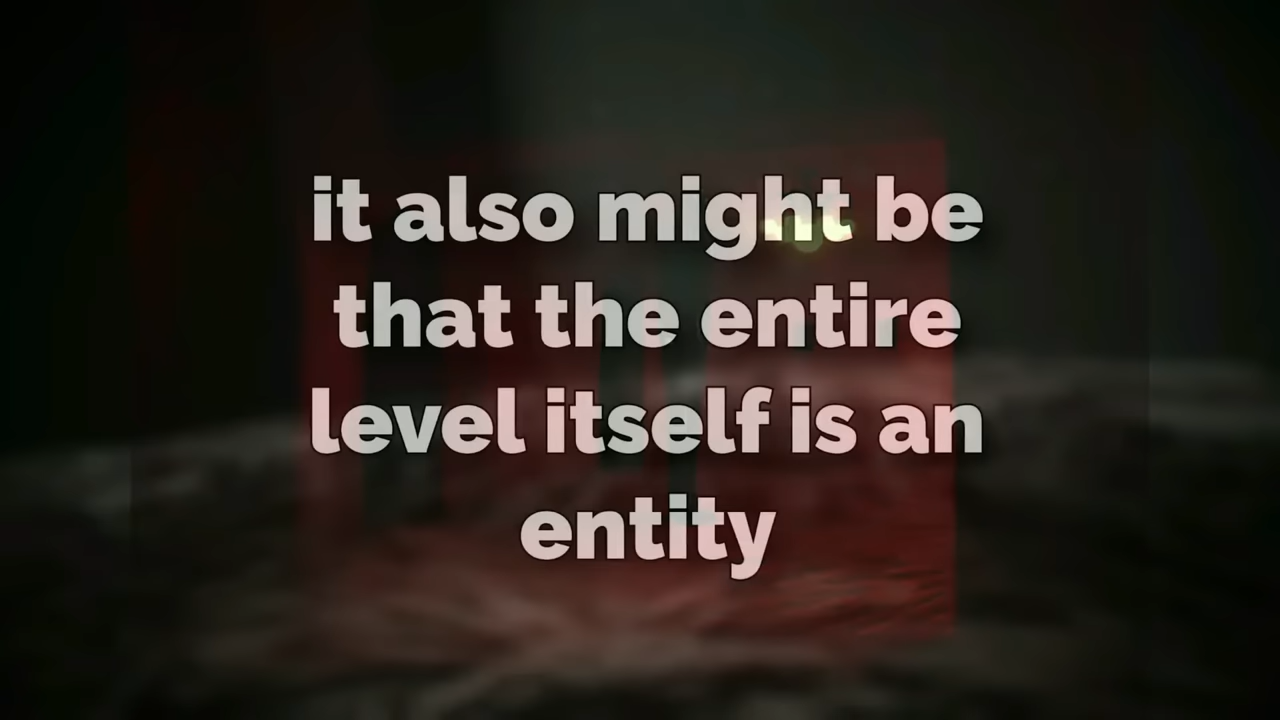 it also might be
that the entire
level itself is an
entity